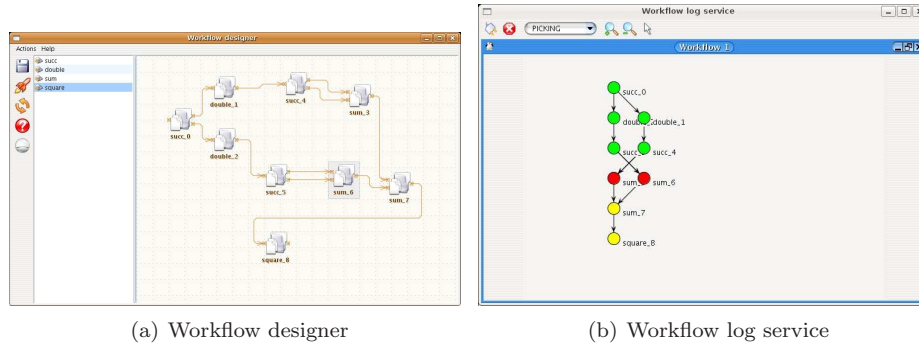 Workflow designer
Actions Help
succ
double
sum
square
double_1
succ_4
sum_3
succ_0
double_2
succ_5
sum_6
sum_7
square_8
(a) Workflow designer
Workflow log service
PICKING
Workflow 1
succ_0
double_1
succ_4
sum_6
sum_7
square_8
(b) Workflow log service